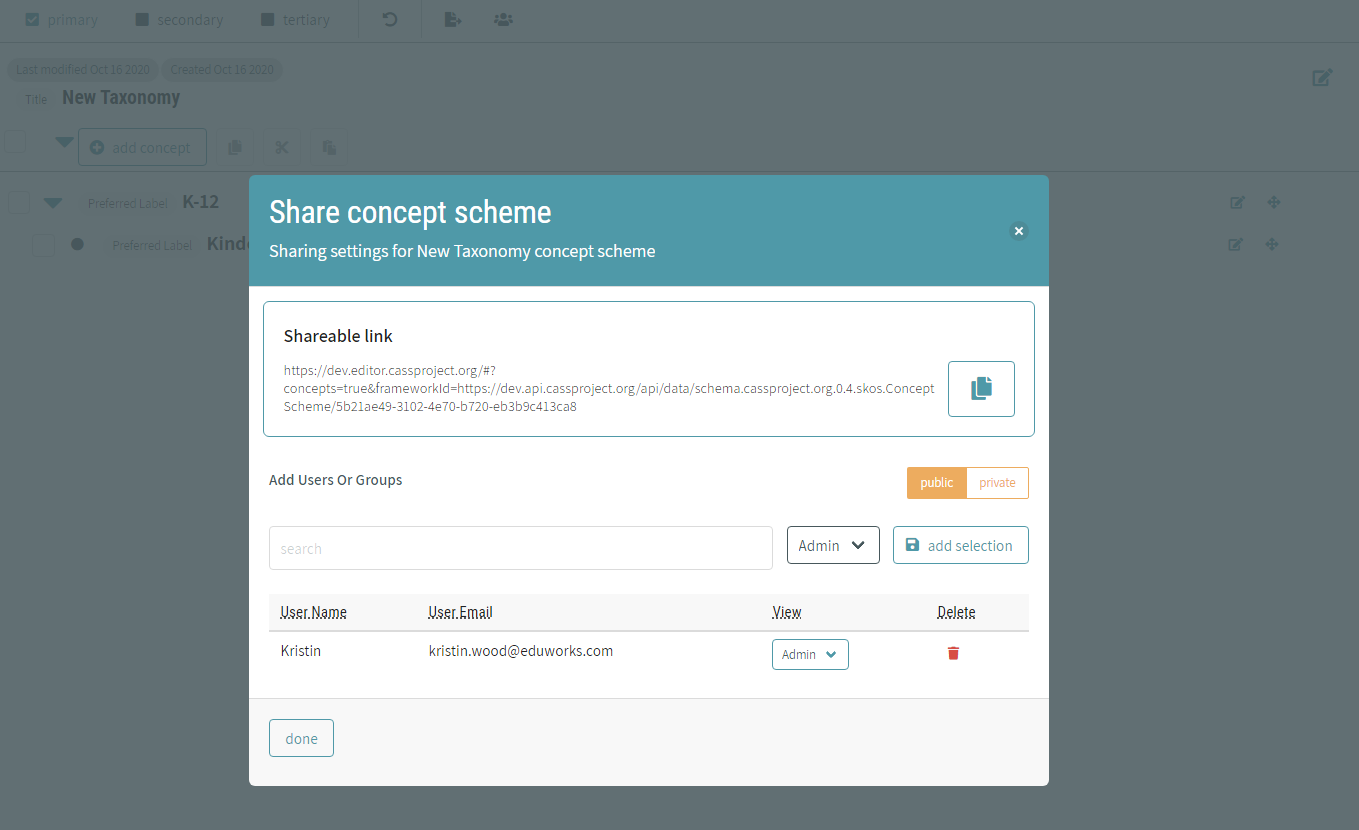 primary secondary tertiary
Last modified Oct 16 2020 Created Oct 16 2020
Title New Taxonomy
add concept
Preferred Label K-12
Preferred Label
Share concept scheme
Sharing settings for New Taxonomy concept scheme
Shareable link
https://dev.editor.cassproject.org/#?
concepts=true&frameworkId=https://dev.api.cassproject.org/api/data/schema.cassproject.org.0.4.skos.Concept
Scheme/5b21ae49-3102-4e70-b720-eb3b9c413ca8
Add Users Or Groups
public private
search
Admin
add selection
User Name User Email View Delete
Kristin kristin.wood@eduworks.com Admin
done